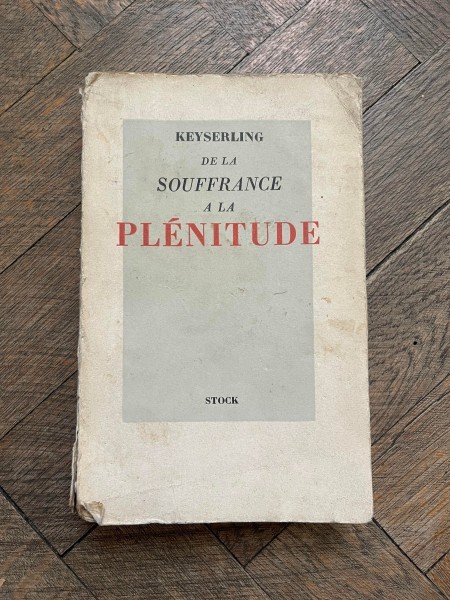 KEYSERLING
DE LA
SOUFFRANCE
A LA
PLÉNITUDE
STOCK